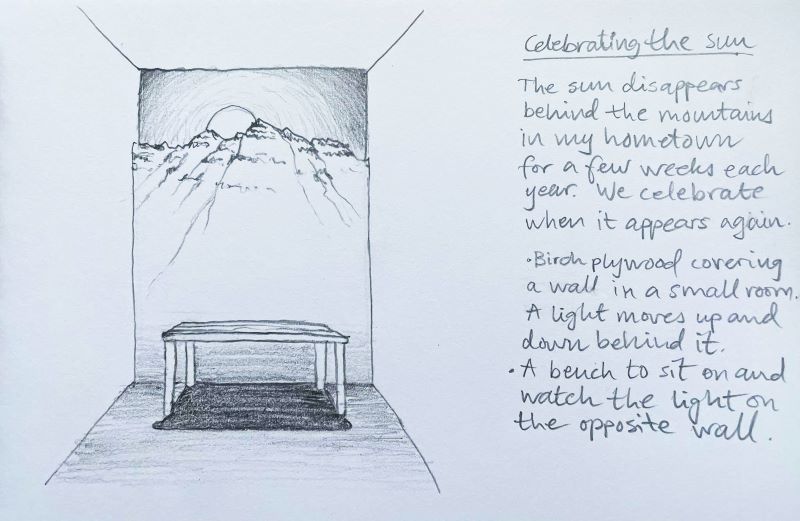 Celebrating the sun
The sun disappears
behind the mountains
in my hometown
for a few weeks each
year. We celebrate
when it appears again.
• Birch plywood covering
a wall in a small room.
A light moves up and
down behind it.
• A bench to sit on and
watch the light on
the opposite wall.